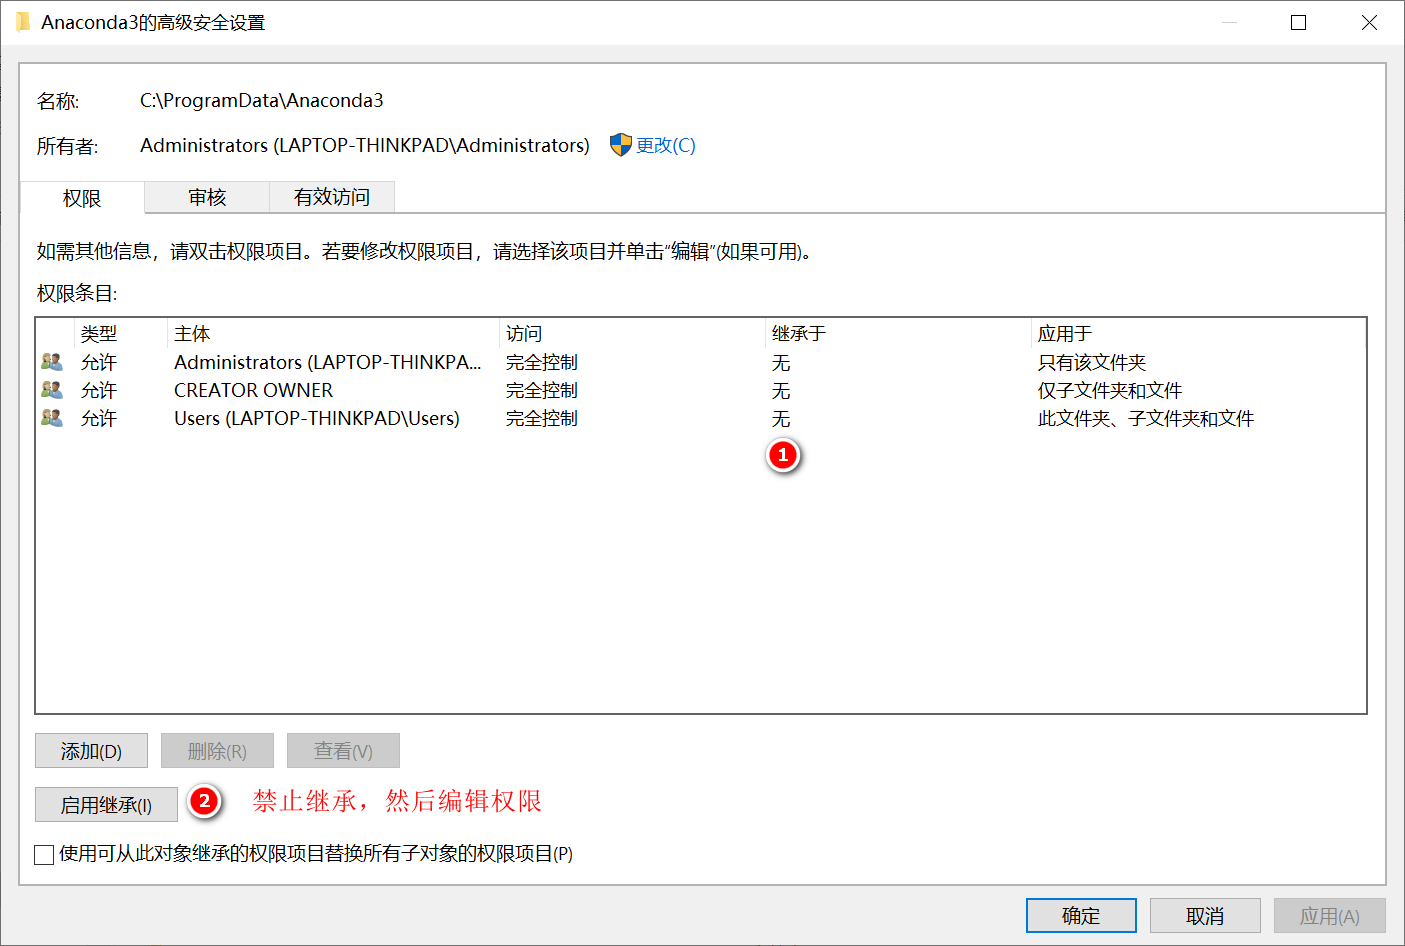 Anaconda3的高级安全设置
名称: C:\ProgramData\Anaconda3
所有者: Administrators (LAPTOP-THINKPAD\Administrators) 更改(C)
权限 审核 有效访问
如需其他信息，请双击权限项目。若要修改权限项目，请选择该项目并单击“编辑”(如果可用)。
权限条目:
类型 主体 访问 继承于 应用于
允许 Administrators (LAPTOP-THINKPA... 完全控制 无 只有该文件夹
允许 CREATOR OWNER 完全控制 无 仅子文件夹和文件
允许 Users (LAPTOP-THINKPAD\Users) 完全控制 无 此文件夹、子文件夹和文件
1
添加(D) 删除(R) 查看(V)
启用继承(I) 2 禁止继承，然后编辑权限
使用可从此对象继承的权限项目替换所有子对象的权限项目(P)
确定 取消 应用(A)